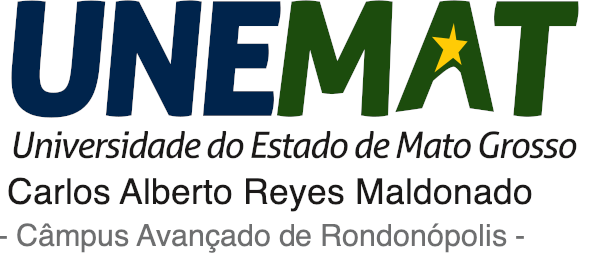 UNEMAT
Universidade do Estado de Mato Grosso
Carlos Alberto Reyes Maldonado
- Câmpus Avançado de Rondonópolis -